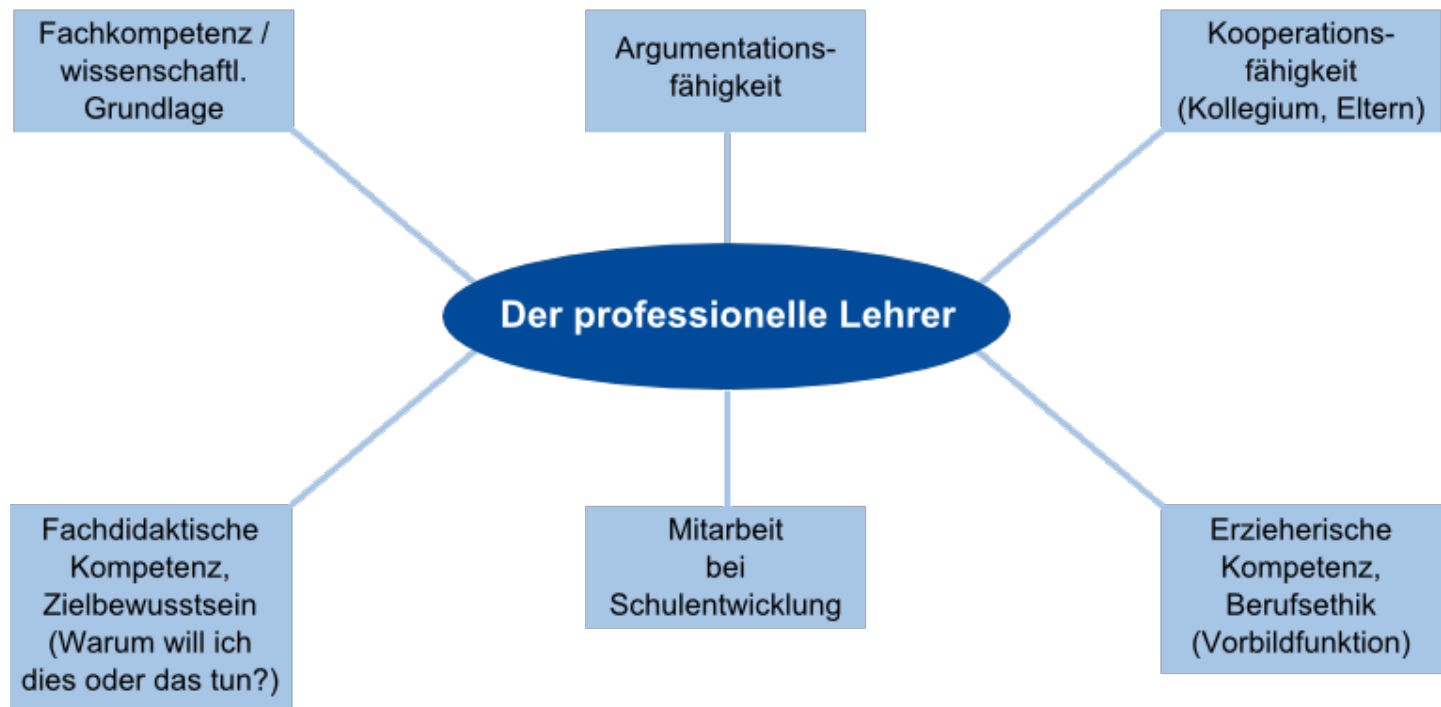 Fachkompetenz /
wissenschaftl.
Grundlage
Argumentations-
fähigkeit
Kooperations-
fähigkeit
(Kollegium, Eltern)
Der professionelle Lehrer
Fachdidaktische
Kompetenz,
Zielbewusstsein
(Warum will ich
dies oder das tun?)
Mitarbeit
bei
Schulentwicklung
Erzieherische
Kompetenz,
Berufsethik
(Vorbildfunktion)